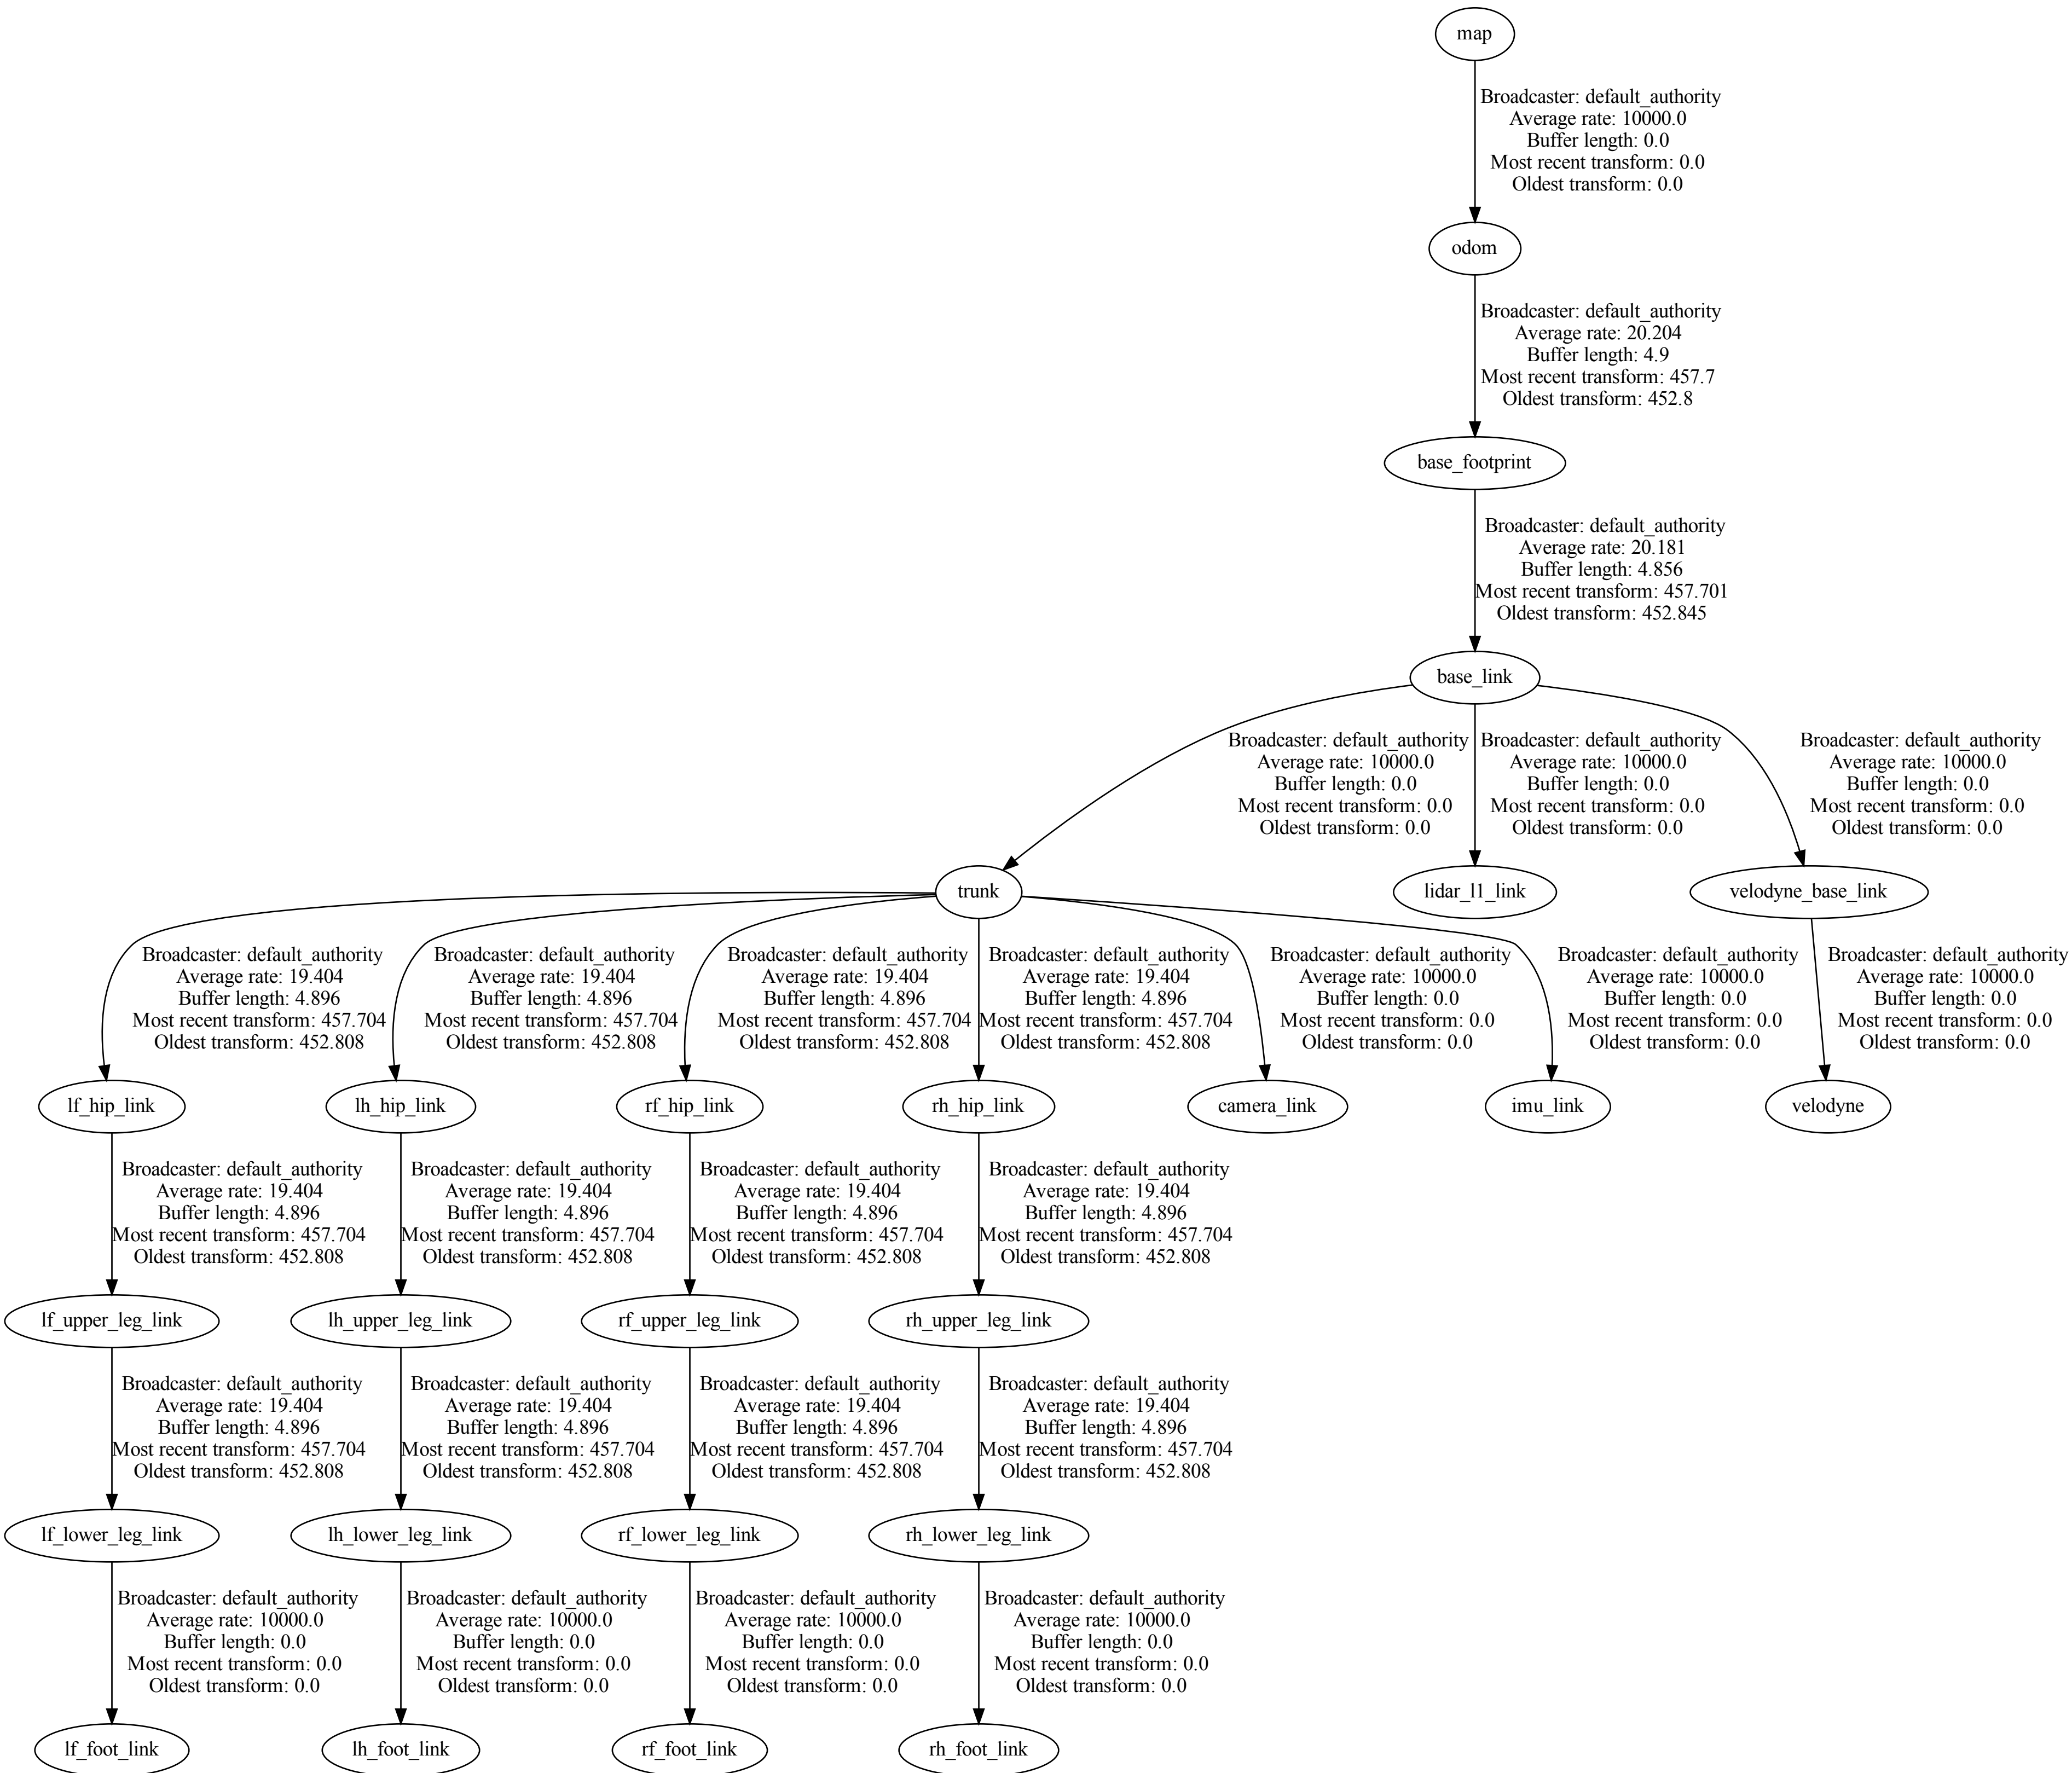 map
Broadcaster: default_authority
Average rate: 10000.0
Buffer length: 0.0
Most recent transform: 0.0
Oldest transform: 0.0
odom
Broadcaster: default_authority
Average rate: 20.204
Buffer length: 4.9
Most recent transform: 457.7
Oldest transform: 452.8
base_footprint
Broadcaster: default_authority
Average rate: 20.181
Buffer length: 4.856
Most recent transform: 457.701
Oldest transform: 452.845
base_link
Broadcaster: default_authority
Average rate: 10000.0
Buffer length: 0.0
Most recent transform: 0.0
Oldest transform: 0.0
Broadcaster: default_authority
Average rate: 10000.0
Buffer length: 0.0
Most recent transform: 0.0
Oldest transform: 0.0
Broadcaster: default_authority
Average rate: 10000.0
Buffer length: 0.0
Most recent transform: 0.0
Oldest transform: 0.0
trunk
lidar_l1_link
velodyne_base_link
Broadcaster: default_authority
Average rate: 19.404
Buffer length: 4.896
Most recent transform: 457.704
Oldest transform: 452.808
Broadcaster: default_authority
Average rate: 19.404
Buffer length: 4.896
Most recent transform: 457.704
Oldest transform: 452.808
Broadcaster: default_authority
Average rate: 19.404
Buffer length: 4.896
Most recent transform: 457.704
Oldest transform: 452.808
Broadcaster: default_authority
Average rate: 19.404
Buffer length: 4.896
Most recent transform: 457.704
Oldest transform: 452.808
Broadcaster: default_authority
Average rate: 10000.0
Buffer length: 0.0
Most recent transform: 0.0
Oldest transform: 0.0
Broadcaster: default_authority
Average rate: 10000.0
Buffer length: 0.0
Most recent transform: 0.0
Oldest transform: 0.0
Broadcaster: default_authority
Average rate: 10000.0
Buffer length: 0.0
Most recent transform: 0.0
Oldest transform: 0.0
lf_hip_link
lh_hip_link
rf_hip_link
rh_hip_link
camera_link
imu_link
velodyne
Broadcaster: default_authority
Average rate: 19.404
Buffer length: 4.896
Most recent transform: 457.704
Oldest transform: 452.808
Broadcaster: default_authority
Average rate: 19.404
Buffer length: 4.896
Most recent transform: 457.704
Oldest transform: 452.808
Broadcaster: default_authority
Average rate: 19.404
Buffer length: 4.896
Most recent transform: 457.704
Oldest transform: 452.808
Broadcaster: default_authority
Average rate: 19.404
Buffer length: 4.896
Most recent transform: 457.704
Oldest transform: 452.808
lf_upper_leg_link
lh_upper_leg_link
rf_upper_leg_link
rh_upper_leg_link
Broadcaster: default_authority
Average rate: 19.404
Buffer length: 4.896
Most recent transform: 457.704
Oldest transform: 452.808
Broadcaster: default_authority
Average rate: 19.404
Buffer length: 4.896
Most recent transform: 457.704
Oldest transform: 452.808
Broadcaster: default_authority
Average rate: 19.404
Buffer length: 4.896
Most recent transform: 457.704
Oldest transform: 452.808
Broadcaster: default_authority
Average rate: 19.404
Buffer length: 4.896
Most recent transform: 457.704
Oldest transform: 452.808
lf_lower_leg_link
lh_lower_leg_link
rf_lower_leg_link
rh_lower_leg_link
Broadcaster: default_authority
Average rate: 10000.0
Buffer length: 0.0
Most recent transform: 0.0
Oldest transform: 0.0
Broadcaster: default_authority
Average rate: 10000.0
Buffer length: 0.0
Most recent transform: 0.0
Oldest transform: 0.0
Broadcaster: default_authority
Average rate: 10000.0
Buffer length: 0.0
Most recent transform: 0.0
Oldest transform: 0.0
Broadcaster: default_authority
Average rate: 10000.0
Buffer length: 0.0
Most recent transform: 0.0
Oldest transform: 0.0
lf_foot_link
lh_foot_link
rf_foot_link
rh_foot_link